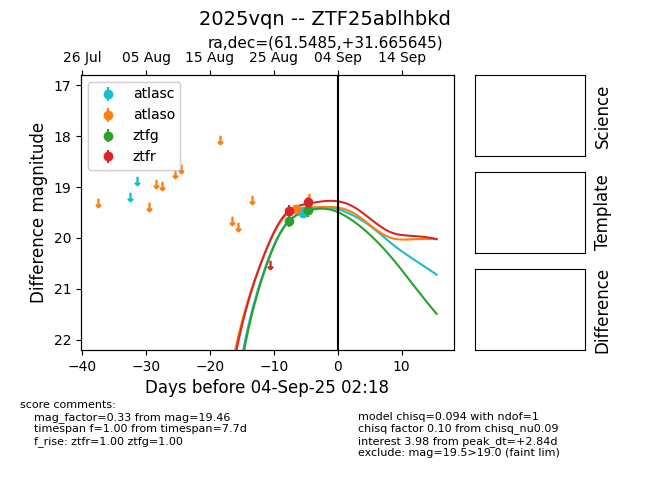 2025vqn -- ZTF25ablhbkd
ra,dec=(61.5485,+31.665645)
26 Jul 05 Aug 15 Aug 25 Aug 04 Sep 14 Sep
atlasc
atlaso
ztfg
ztfr
17
18
19
20
21
22
Difference magnitude
−40 −30 −20 −10 0 10
Days before 04-Sep-25 02:18
Science
Template
Difference
score comments:
mag_factor=0.33 from mag=19.46
timespan f=1.00 from timespan=7.7d
f_rise: ztfr=1.00 ztfg=1.00
model chisq=0.094 with ndof=1
chisq factor 0.10 from chisq_nu0.09
interest 3.98 from peak_dt=+2.84d
exclude: mag=19.5>19.0 (faint lim)